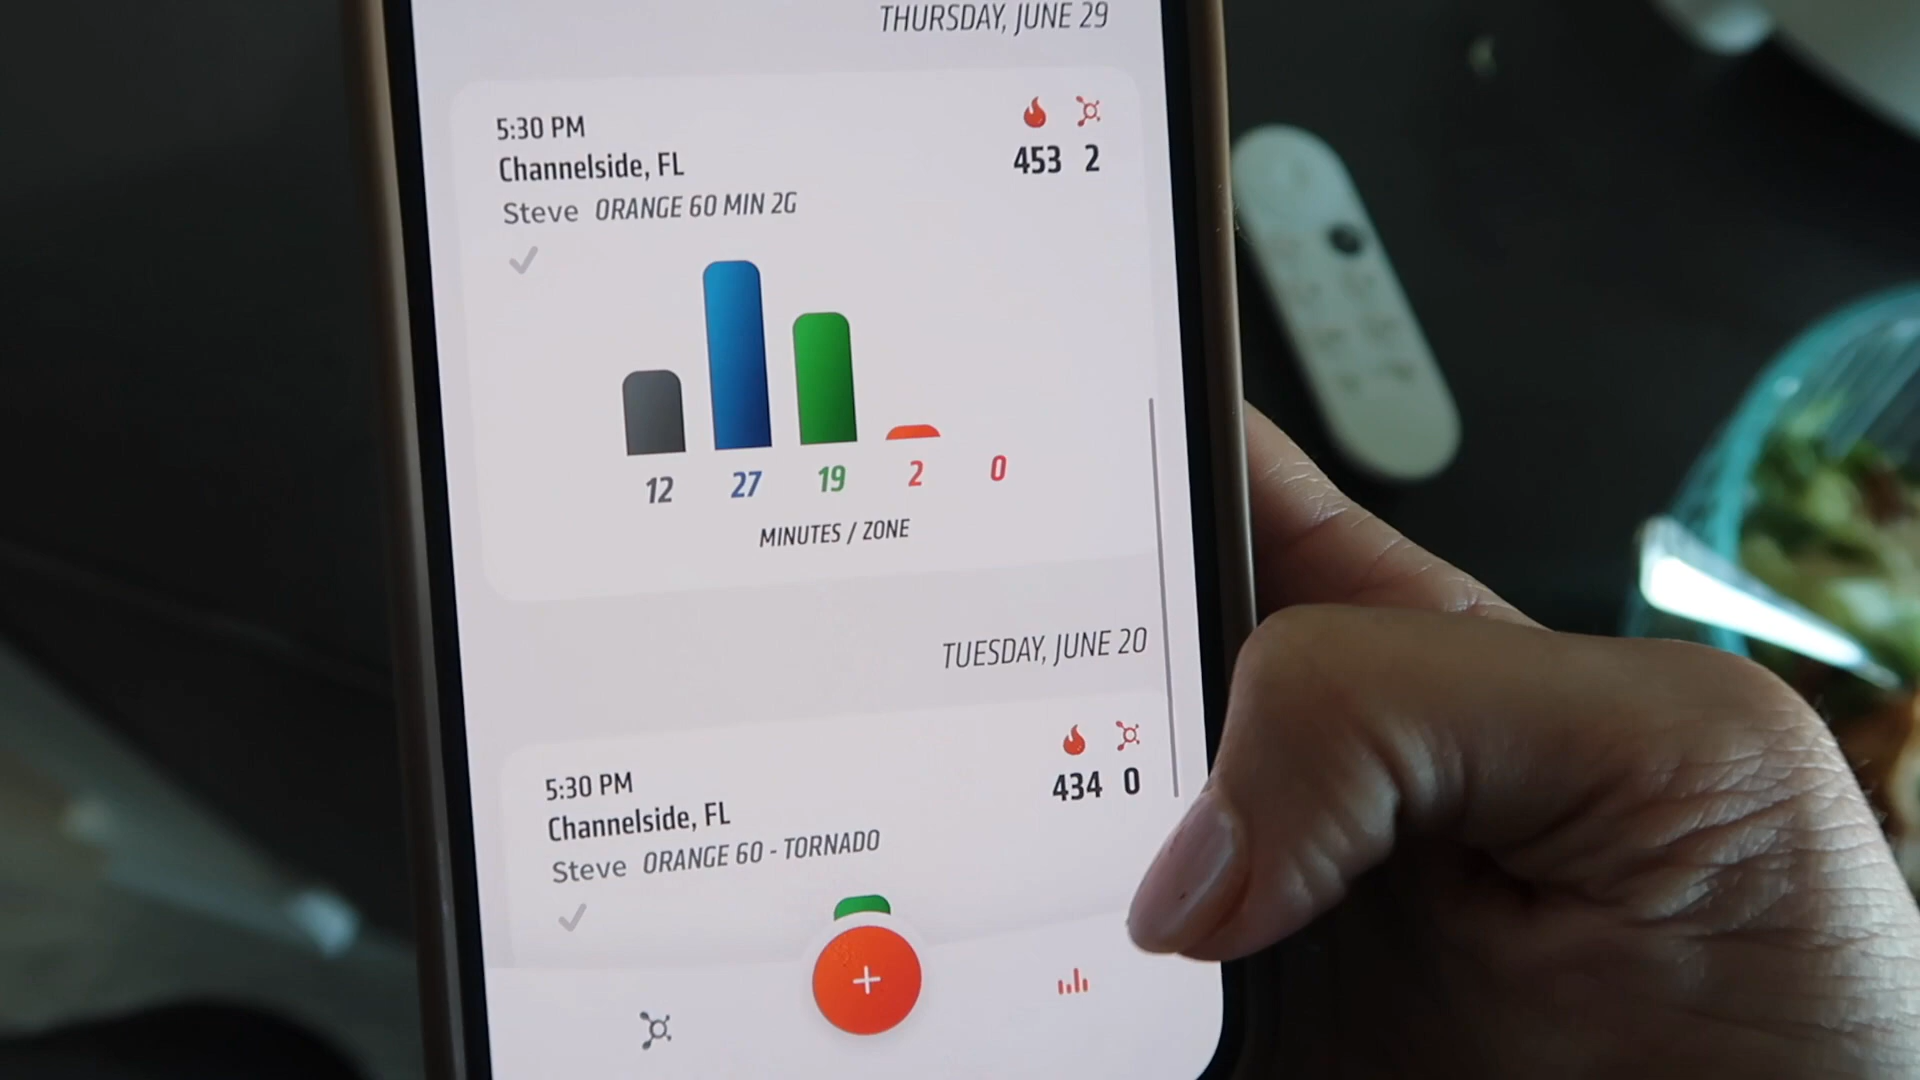 THURSDAY, JUNE 29
5:30 PM
Channelside, FL
453 2
Steve ORANGE 60 MIN 2G
12 27 19 2 0
MINUTES / ZONE
TUESDAY, JUNE 20
5:30 PM
Channelside, FL
434 0
Steve ORANGE 60 - TORNADO
+